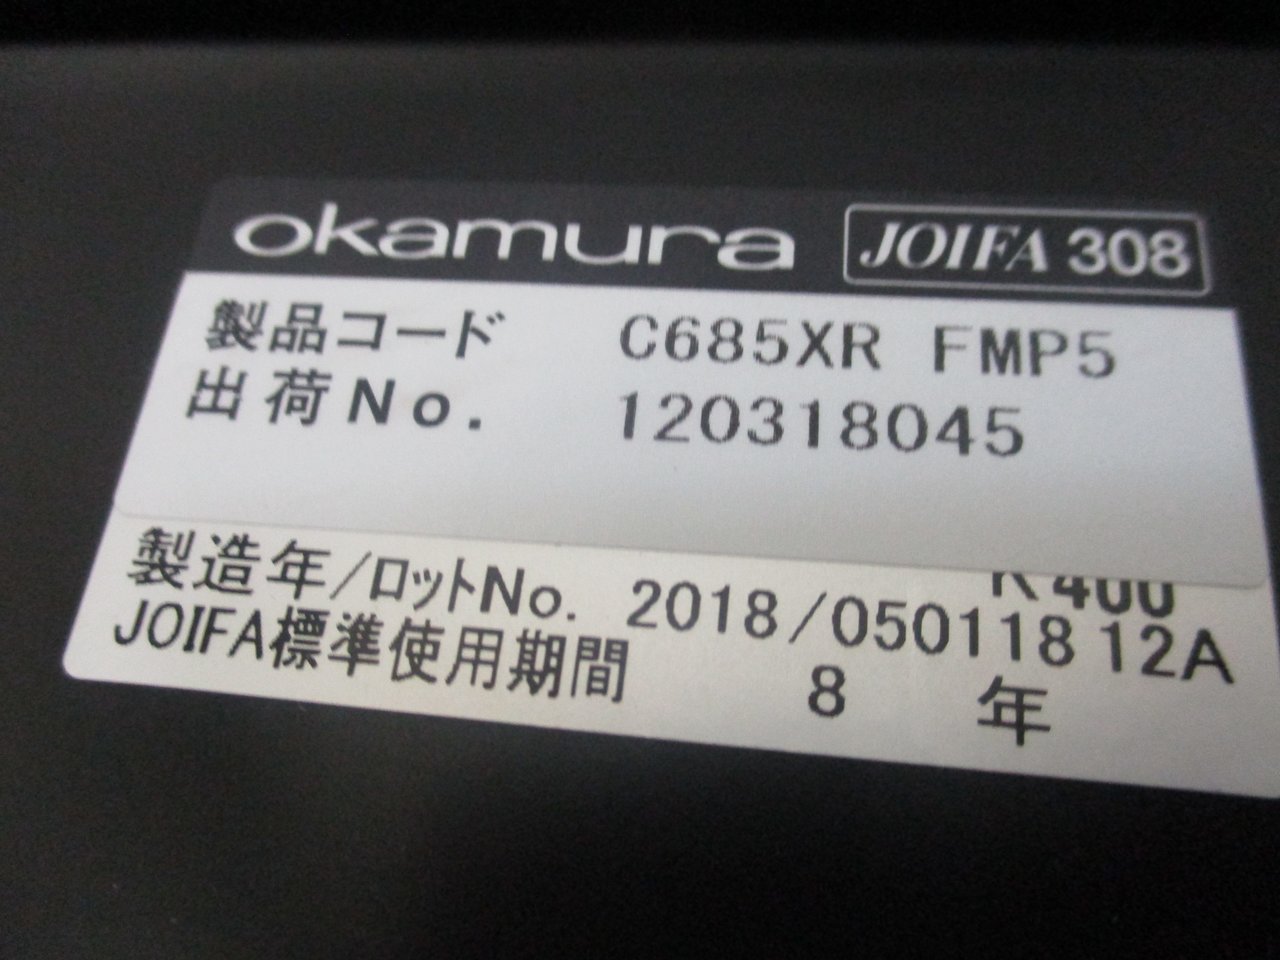 okamura JOIFA 308
製品コード C685XR FMP5
出荷No. 120318045
製造年/ロットNo. 2018/050118 12A
JOIFA標準使用期間 8 年